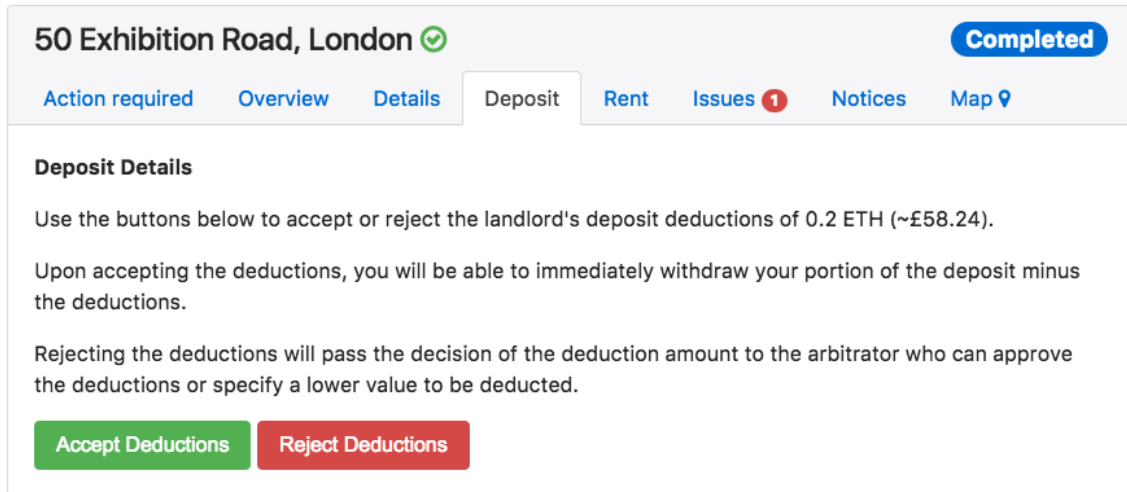 50 Exhibition Road, London
Completed
Action required Overview Details Deposit Rent Issues 1 Notices Map
Deposit Details
Use the buttons below to accept or reject the landlord's deposit deductions of 0.2 ETH (~£58.24).
Upon accepting the deductions, you will be able to immediately withdraw your portion of the deposit minus
the deductions.
Rejecting the deductions will pass the decision of the deduction amount to the arbitrator who can approve
the deductions or specify a lower value to be deducted.
Accept Deductions Reject Deductions